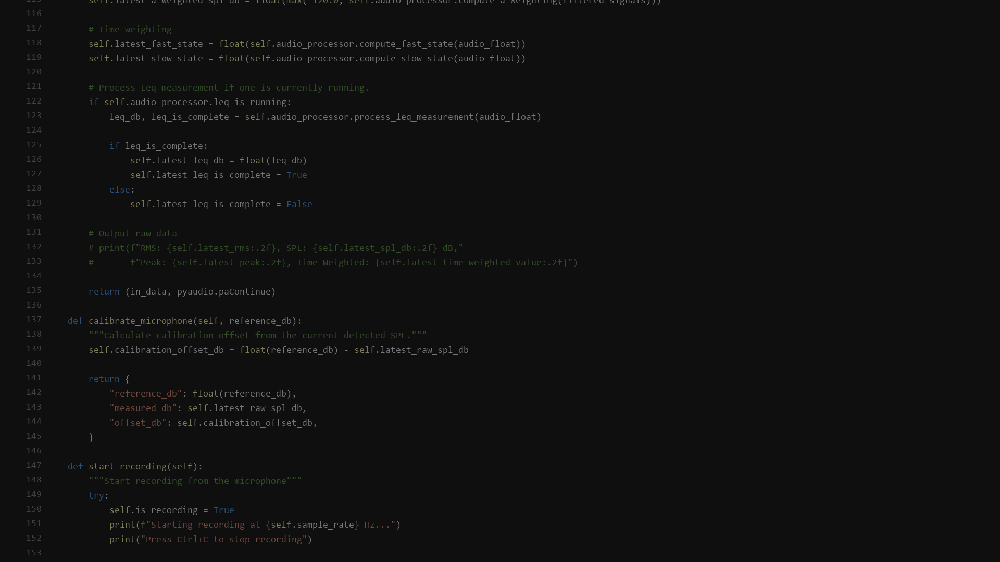 115 self.latest_a_weighted_spl_db = float(max(-120.0, self.audio_processor.compute_a_weighting(filtered_signals)))
116
117 # Time weighting
118 self.latest_fast_state = float(self.audio_processor.compute_fast_state(audio_float))
119 self.latest_slow_state = float(self.audio_processor.compute_slow_state(audio_float))
120
121 # Process Leq measurement if one is currently running.
122 if self.audio_processor.leq_is_running:
123 leq_db, leq_is_complete = self.audio_processor.process_leq_measurement(audio_float)
124
125 if leq_is_complete:
126 self.latest_leq_db = float(leq_db)
127 self.latest_leq_is_complete = True
128 else:
129 self.latest_leq_is_complete = False
130
131 # Output raw data
132 # print(f"RMS: {self.latest_rms:.2f}, SPL: {self.latest_spl_db:.2f} dB,"
133 #       f"Peak: {self.latest_peak:.2f}, Time Weighted: {self.latest_time_weighted_value:.2f}")
134
135 return (in_data, pyaudio.paContinue)
136
137 def calibrate_microphone(self, reference_db):
138 """Calculate calibration offset from the current detected SPL."""
139 self.calibration_offset_db = float(reference_db) - self.latest_raw_spl_db
140
141 return {
142 "reference_db": float(reference_db),
143 "measured_db": self.latest_raw_spl_db,
144 "offset_db": self.calibration_offset_db,
145 }
146
147 def start_recording(self):
148 """Start recording from the microphone"""
149 try:
150 self.is_recording = True
151 print(f"Starting recording at {self.sample_rate} Hz...")
152 print("Press Ctrl+C to stop recording")
153